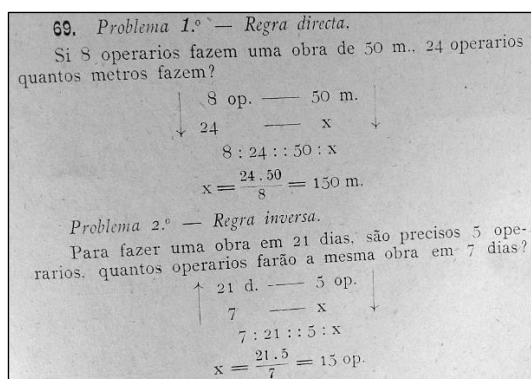 69. Problema 1.º — Regra directa.
Si 8 operarios fazem uma obra de 50 m., 24 operarios
quantos metros fazem?
8 op. — 50 m.
24 — x
8 : 24 : : 50 : x
x = 24 . 50 / 8 = 150 m.
Problema 2.º — Regra inversa.
Para fazer uma obra em 21 dias, são precisos 5 ope-
rarios, quantos operarios farão a mesma obra em 7 dias?
21 d. — 5 op.
7 — x
7 : 21 : : 5 : x
x = 21 . 5 / 7 = 15 op.